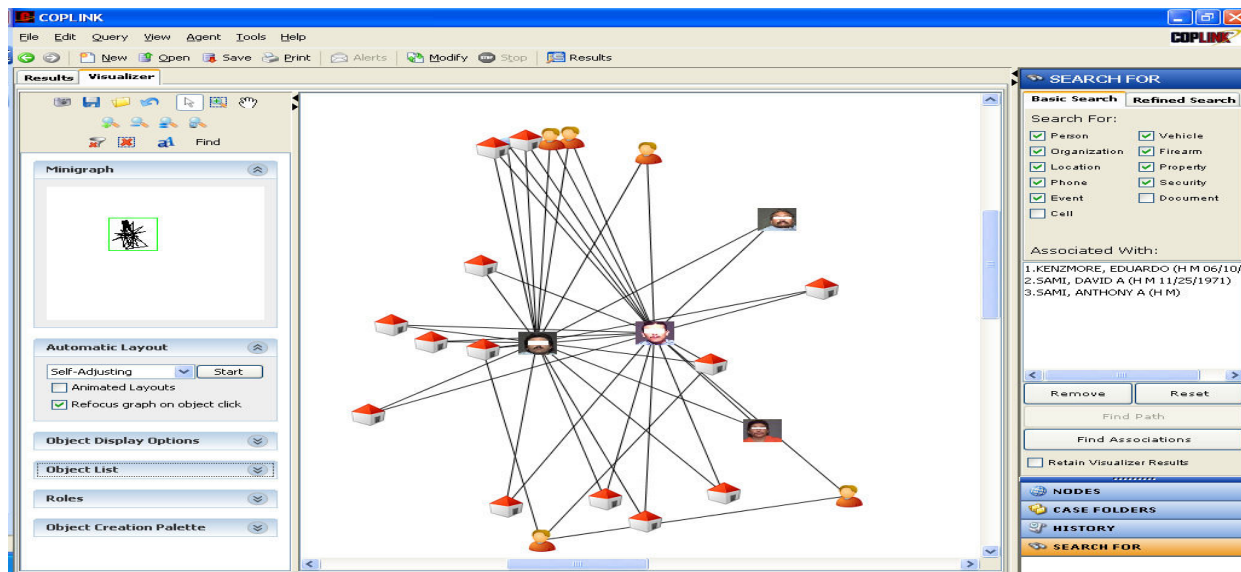 COPLINK
File Edit Query View Agent Tools Help
COPLINK
New Open Save Print Alerts Modify Stop Results
Results Visualizer
Find
Minigraph
Automatic Layout
Self-Adjusting Start
Animated Layouts
Refocus graph on object click
Object Display Options
Object List
Roles
Object Creation Palette
SEARCH FOR
Basic Search Refined Search
Search For:
Person Vehicle
Organization Firearm
Location Property
Phone Security
Event Document
Cell
Associated With:
1.KENZMORE, EDUARDO (H M 06/10/
2.SAMI, DAVID A (H M 11/25/1971)
3.SAMI, ANTHONY A (H M)
Remove Reset
Find Path
Find Associations
Retain Visualizer Results
NODES
CASE FOLDERS
HISTORY
SEARCH FOR